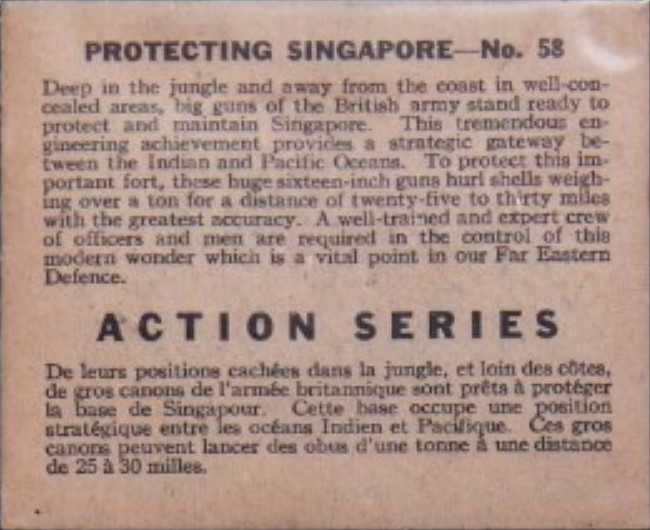 PROTECTING SINGAPORE—No. 58
Deep in the jungle and away from the coast in well-con-
cealed areas, big guns of the British army stand ready to
protect and maintain Singapore. This tremendous en-
gineering achievement provides a strategic gateway be-
tween the Indian and Pacific Oceans. To protect this im-
portant fort, these huge sixteen-inch guns hurl shells weigh-
ing over a ton for a distance of twenty-five to thirty miles
with the greatest accuracy. A well-trained and expert crew
of officers and men are required in the control of this
modern wonder which is a vital point in our Far Eastern
Defence.
ACTION SERIES
De leurs positions cachées dans la jungle, et loin des côtes,
de gros canons de l'armée britannique sont prêts à protéger
la base de Singapour. Cette base occupe une position
stratégique entre les océans Indien et Pacifique. Ces gros
canons peuvent lancer des obus d'une tonne à une distance
de 25 à 30 milles.